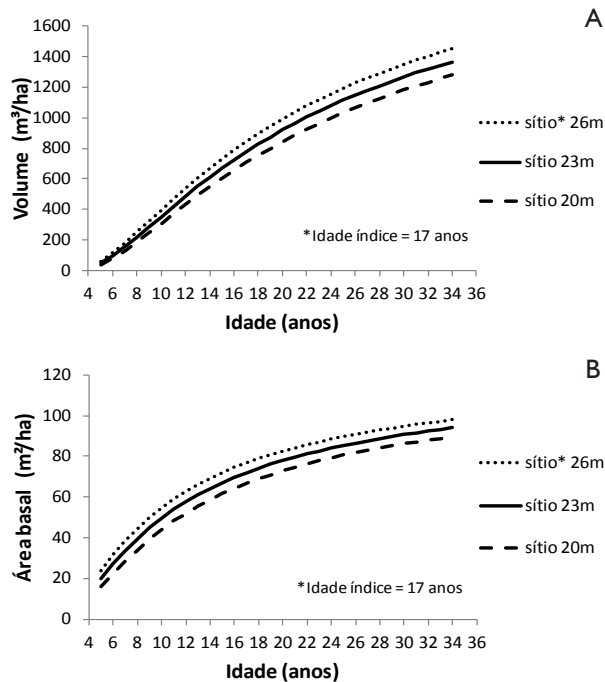 A
Volume (m³/ha)
1600
1400
1200
1000
800
600
400
200
0
4 6 8 10 12 14 16 18 20 22 24 26 28 30 32 34 36
Idade (anos)
*Idade índice = 17 anos
sítio* 26m
sítio 23m
sítio 20m
B
Área basal (m²/ha)
120
100
80
60
40
20
0
4 6 8 10 12 14 16 18 20 22 24 26 28 30 32 34 36
Idade (anos)
*Idade índice = 17 anos
sítio* 26m
sítio 23m
sítio 20m